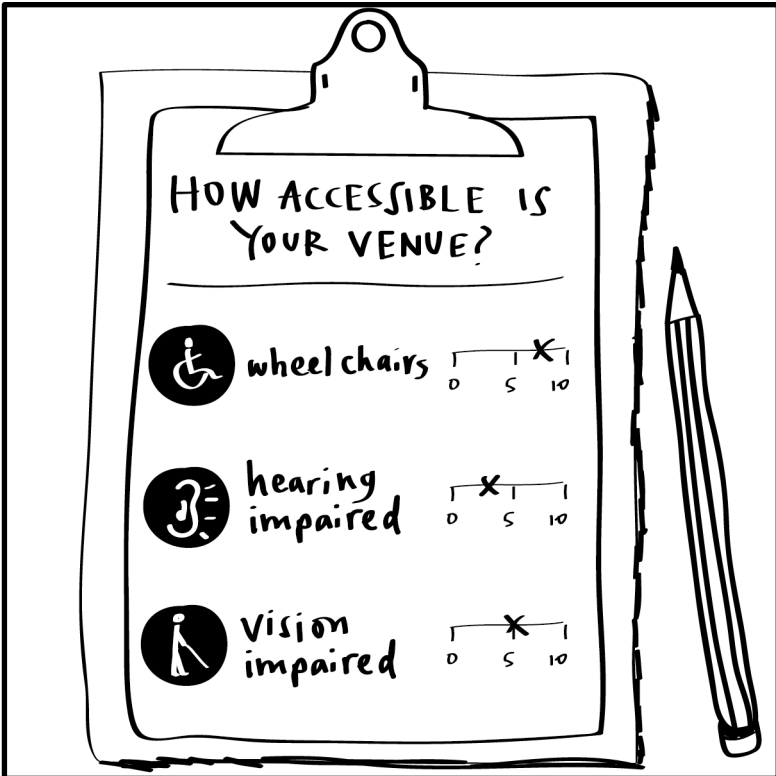 HOW ACCESSIBLE IS
YOUR VENUE?
wheelchairs
0 5 10
hearing
impaired
0 5 10
vision
impaired
0 5 10